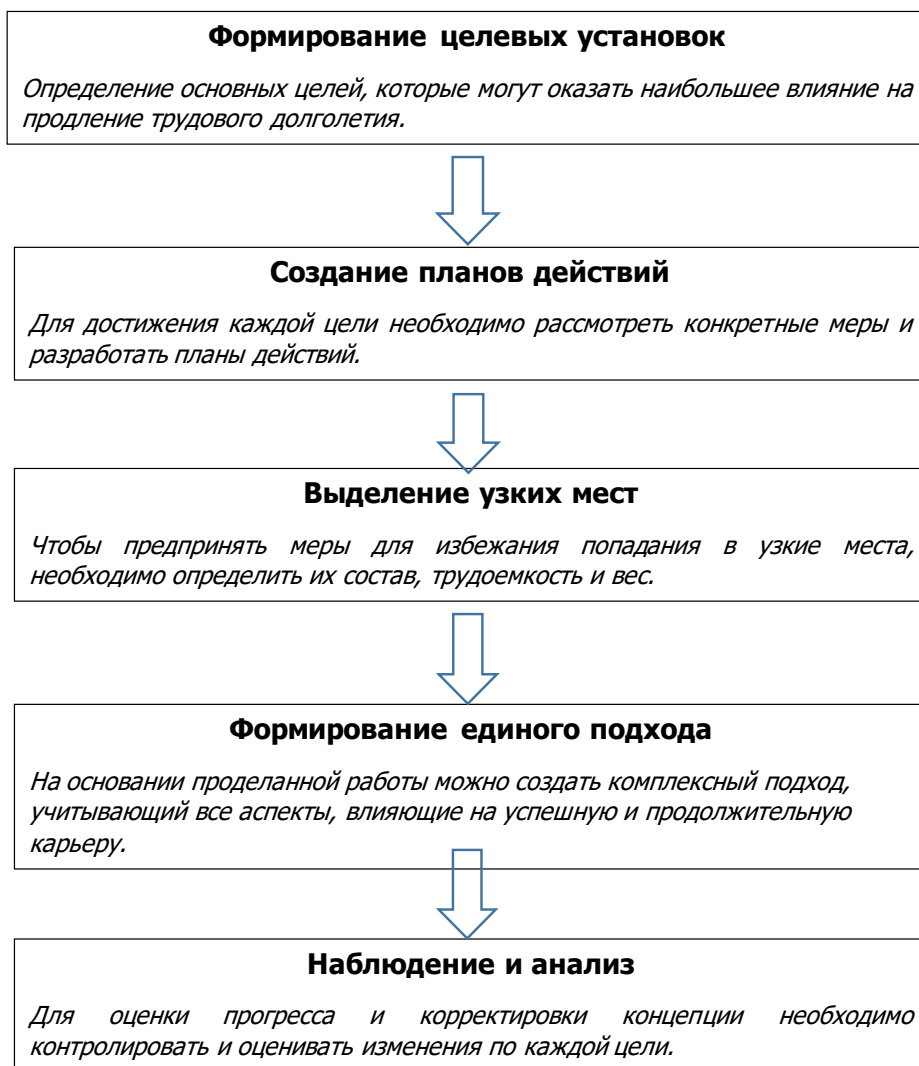 Формирование целевых установок
Определение основных целей, которые могут оказать наибольшее влияние на
продление трудового долголетия.
Создание планов действий
Для достижения каждой цели необходимо рассмотреть конкретные меры и
разработать планы действий.
Выделение узких мест
Чтобы предпринять меры для избежания попадания в узкие места,
необходимо определить их состав, трудоемкость и вес.
Формирование единого подхода
На основании проделанной работы можно создать комплексный подход,
учитывающий все аспекты, влияющие на успешную и продолжительную
карьеру.
Наблюдение и анализ
Для оценки прогресса и корректировки концепции необходимо
контролировать и оценивать изменения по каждой цели.